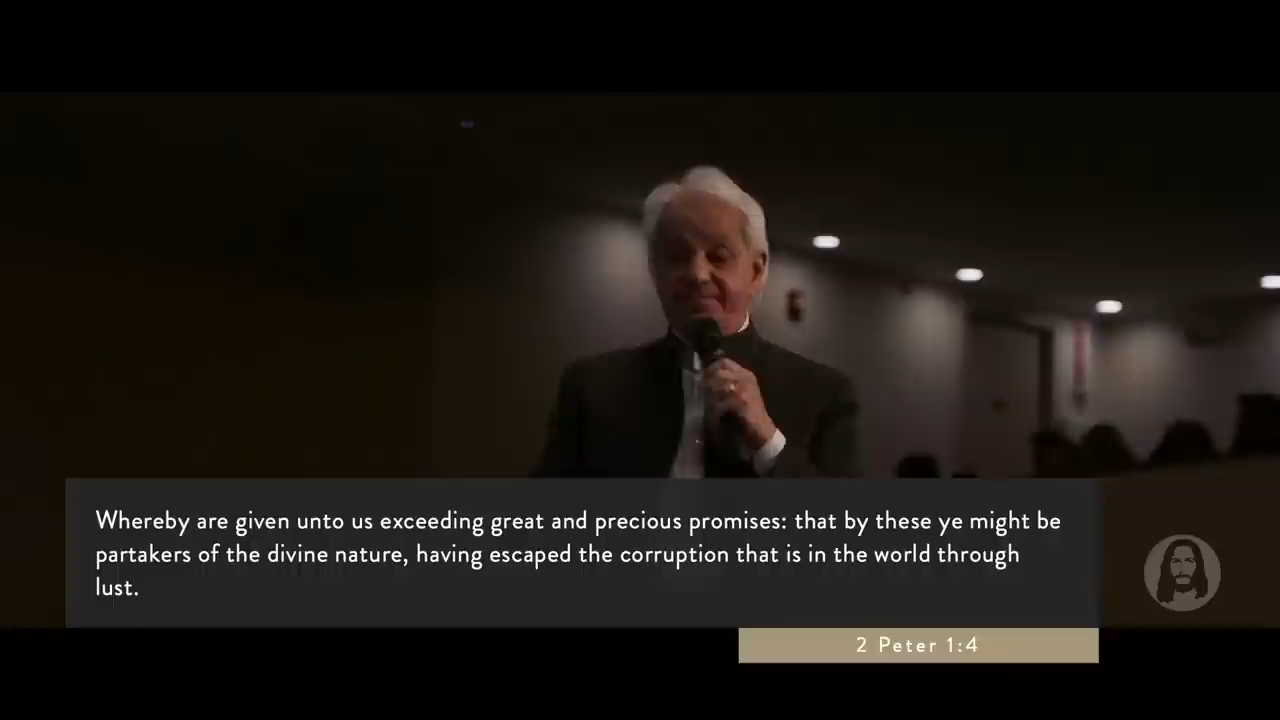 Whereby are given unto us exceeding great and precious promises: that by these ye might be
partakers of the divine nature, having escaped the corruption that is in the world through
lust.
2 Peter 1:4